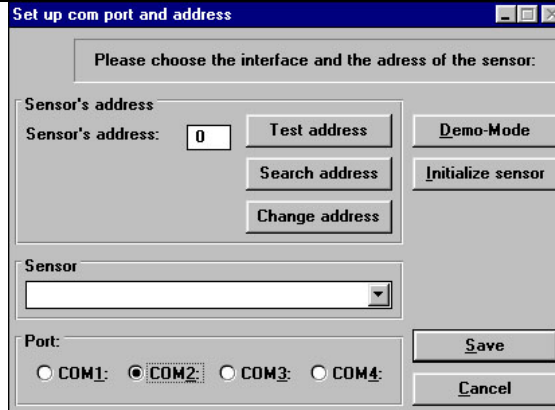 Set up com port and address
Please choose the interface and the adress of the sensor:
Sensor's address
Sensor's address: 0 Test address Demo-Mode
Search address Initialize sensor
Change address
Sensor
Port:
COM1: COM2: COM3: COM4:
Save
Cancel